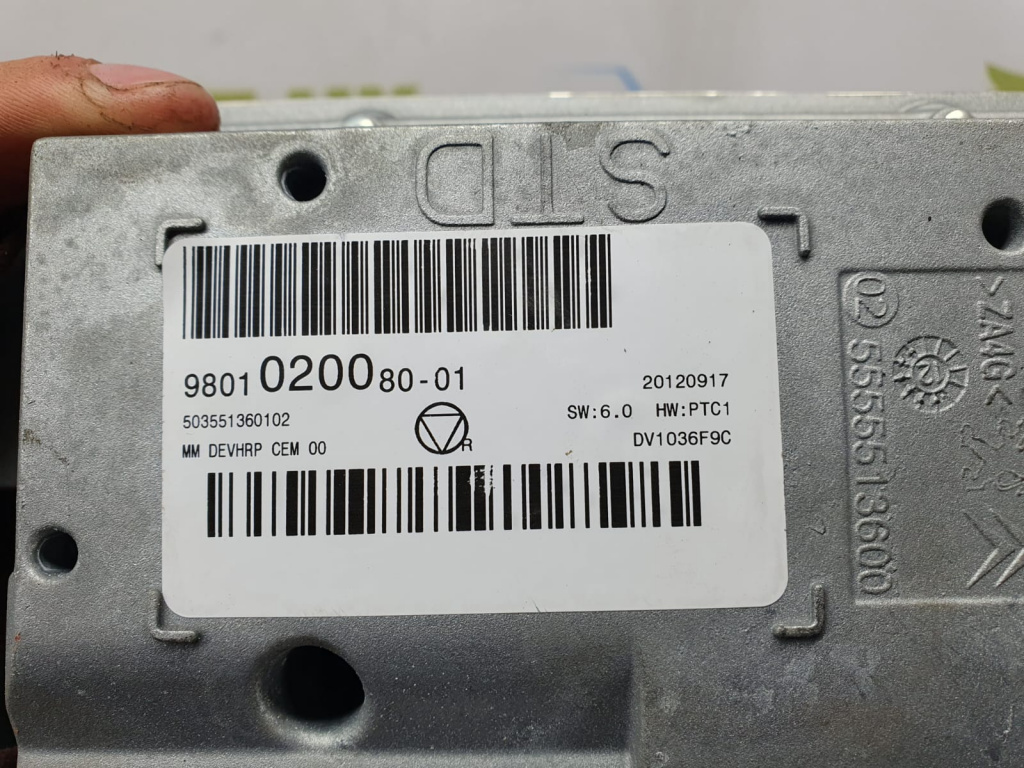 STD
9801 0200 80-01
20120917
503551360102
SW:6.0 HW:PTC1
MM DEVHRP CEM 00
R
DV1036F9C
>ZA4G<
02 5555513600